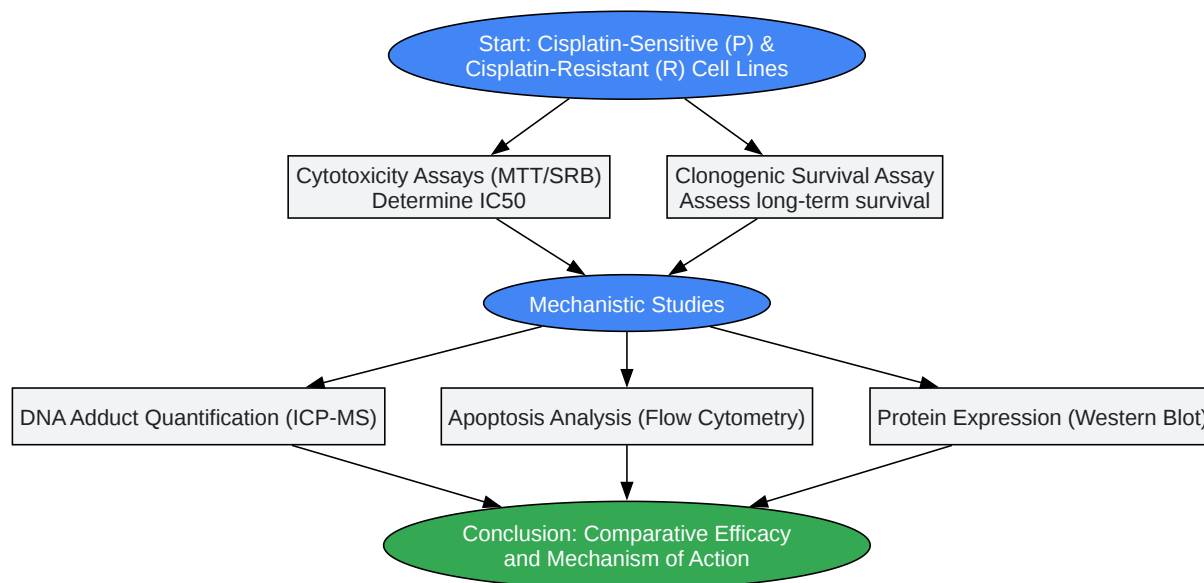 Start: Cisplatin-Sensitive (P) &
Cisplatin-Resistant (R) Cell Lines
Cytotoxicity Assays (MTT/SRB)
Determine IC50
Clonogenic Survival Assay
Assess long-term survival
Mechanistic Studies
DNA Adduct Quantification (ICP-MS)
Apoptosis Analysis (Flow Cytometry)
Protein Expression (Western Blot)
Conclusion: Comparative Efficacy
and Mechanism of Action